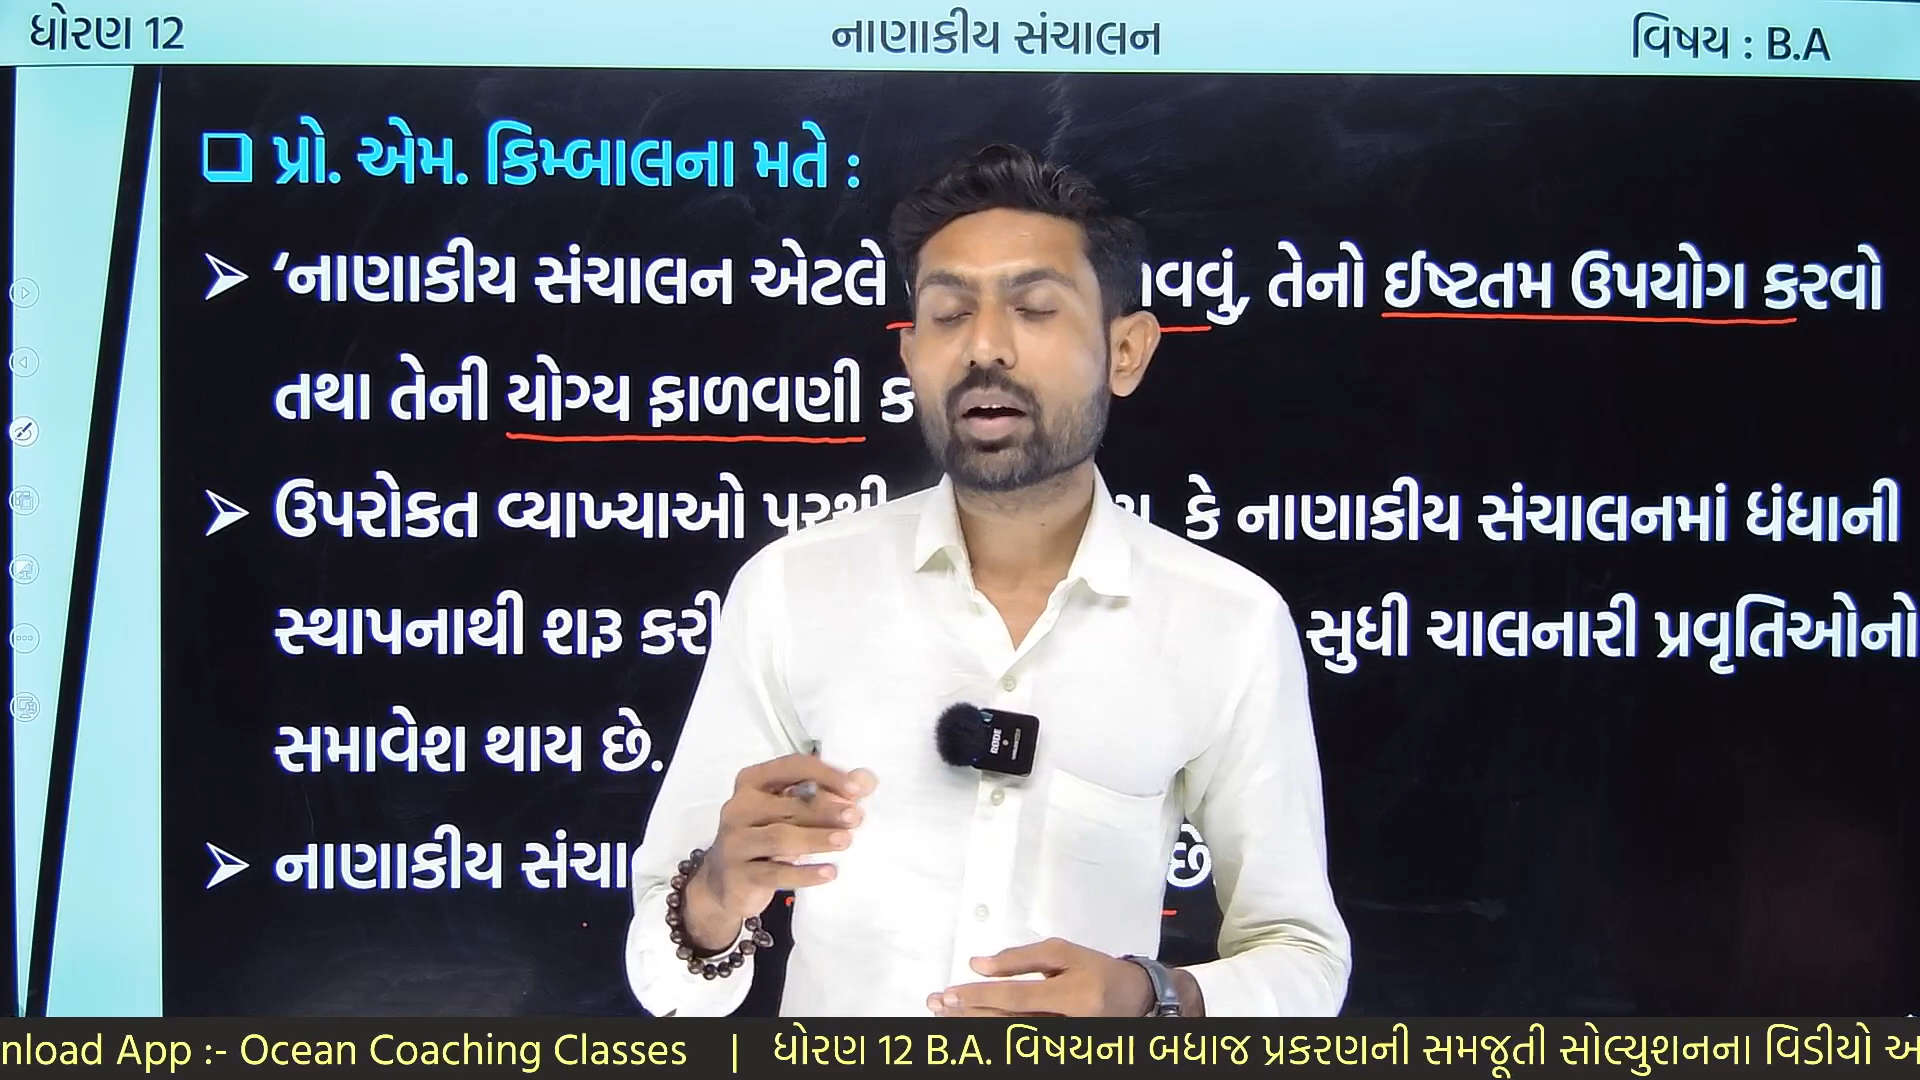 ધોરણ 12
નાણાકીય સંચાલન
વિષય : B.A
પ્રો. એમ. કિમ્બાલના મતે :
‘નાણાકીય સંચાલન એટલે તેનો ઈષ્ટતમ ઉપયોગ કરવો
તથા તેની યોગ્ય ફાળવણી
ઉપરોક્ત વ્યાખ્યાઓ પરથી કે નાણાકીય સંચાલનમાં ધંધાની
સ્થાપનાથી શરૂ કરી સુધી ચાલનારી પ્રવૃતિઓનો
સમાવેશ થાય છે.
નાણાકીય છે.
RODE
nload App :- Ocean Coaching Classes | ધોરણ 12 B.A. વિષયના બધાજ પ્રકરણની સમજૂતી સોલ્યુશનના વિડીયો